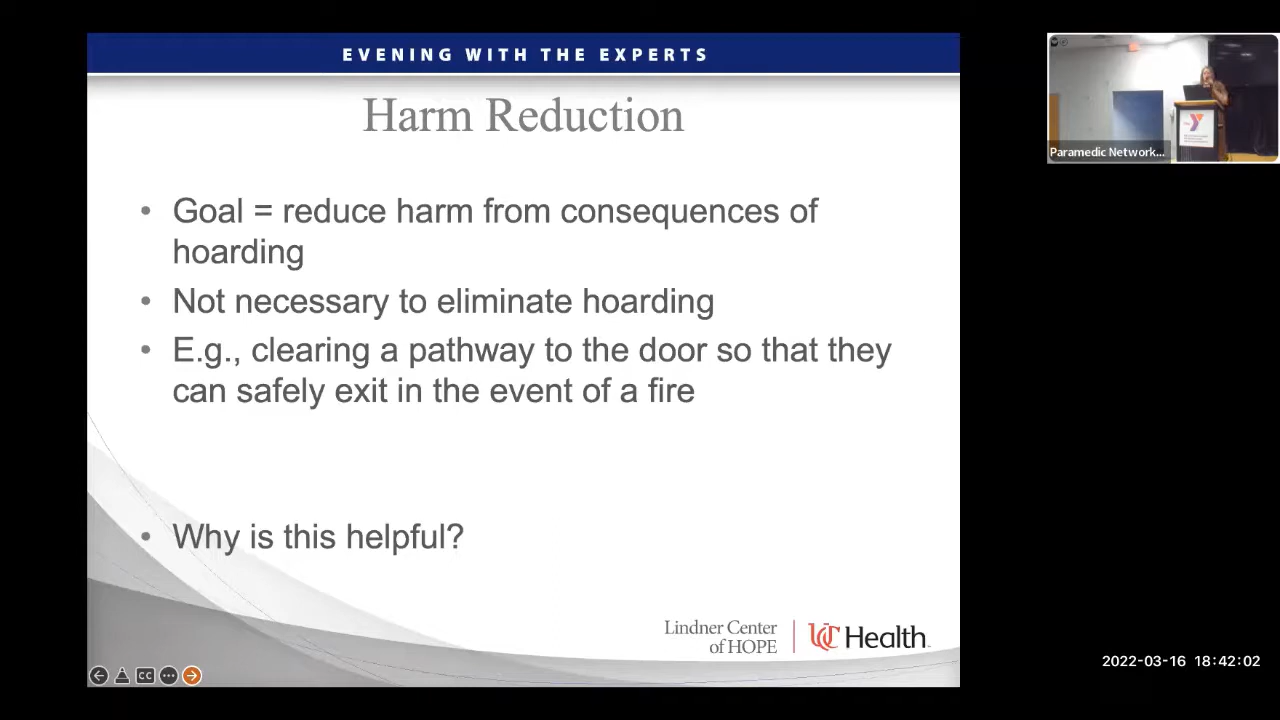 EVENING WITH THE EXPERTS
Harm Reduction
• Goal = reduce harm from consequences of
hoarding
• Not necessary to eliminate hoarding
• E.g., clearing a pathway to the door so that they
can safely exit in the event of a fire
• Why is this helpful?
Lindner Center
of HOPE
UC Health
CC
Paramedic Network...
2022-03-16 18:42:02